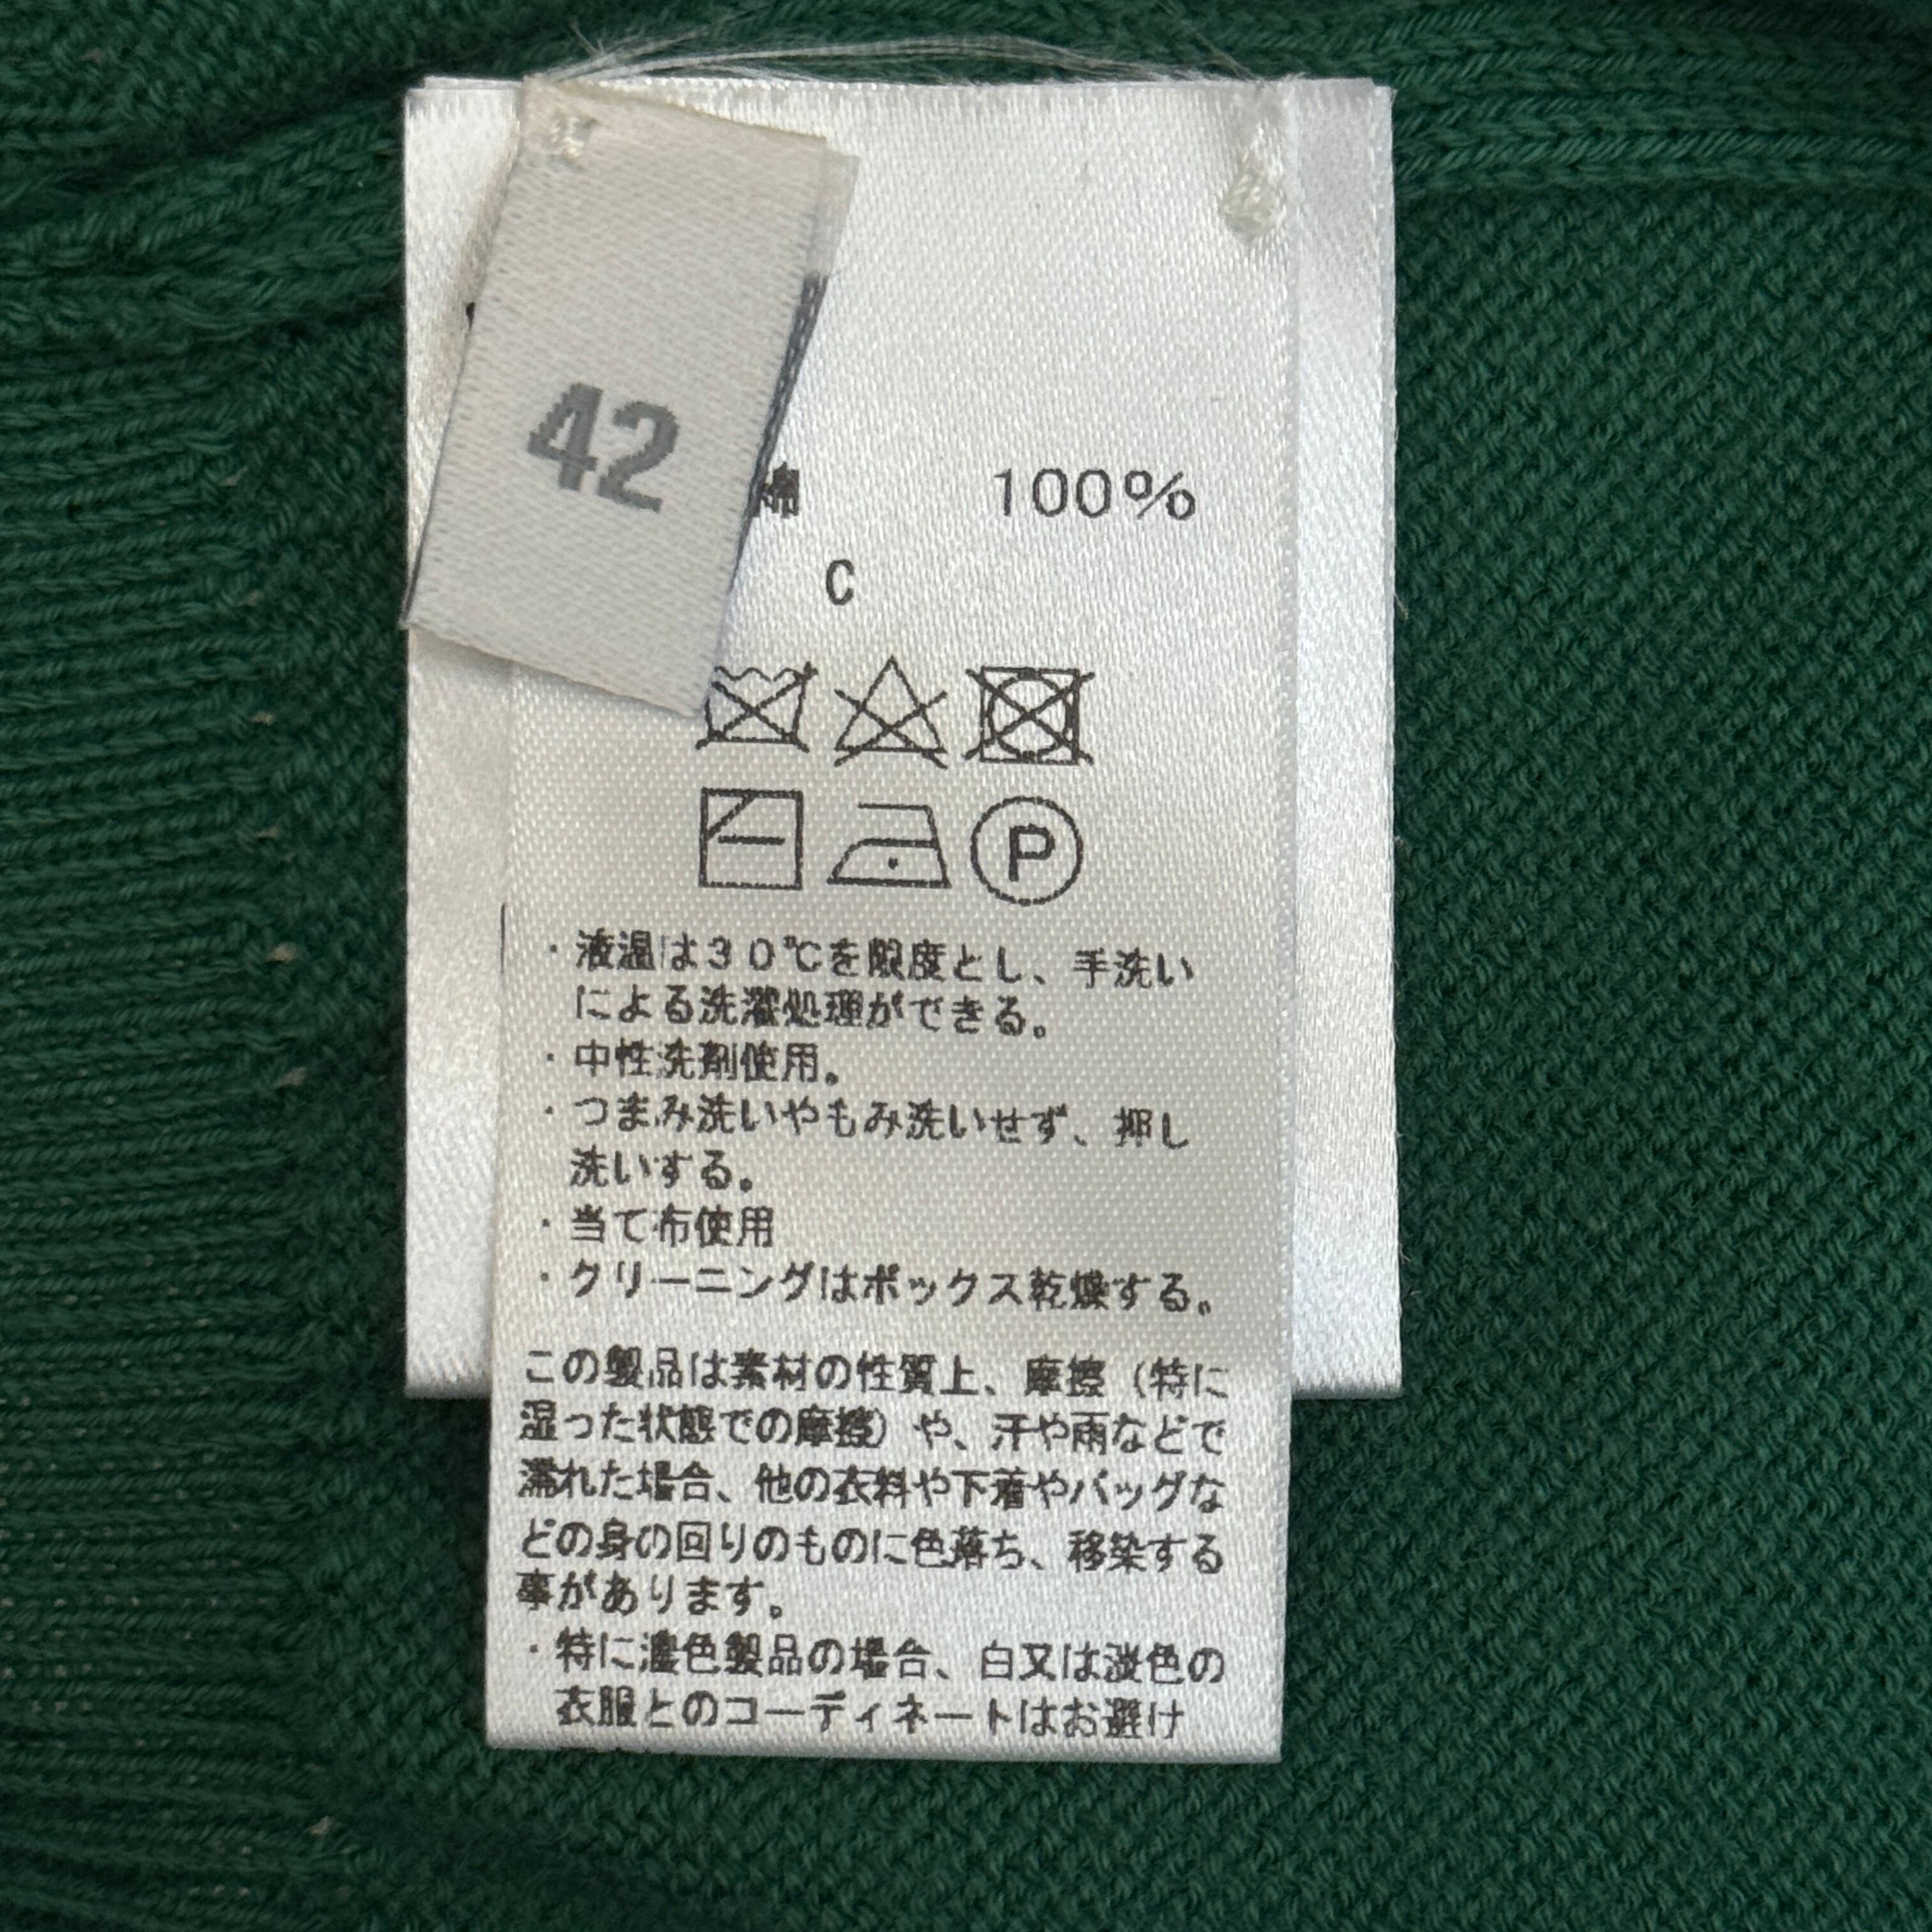 42
綿 100%
C
P
・液温は30℃を限度とし、手洗い
による洗濯処理ができる。
・中性洗剤使用。
・つまみ洗いやもみ洗いせず、押し
洗いする。
・当て布使用
・クリーニングはボックス乾燥する。
この製品は素材の性質上、摩擦(特に
湿った状態での摩擦)や、汗や雨などで
濡れた場合、他の衣料や下着やバッグな
どの身の回りのものに色落ち、移染する
事があります。
・特に濃色製品の場合、白又は淡色の
衣服とのコーディネートはお避け